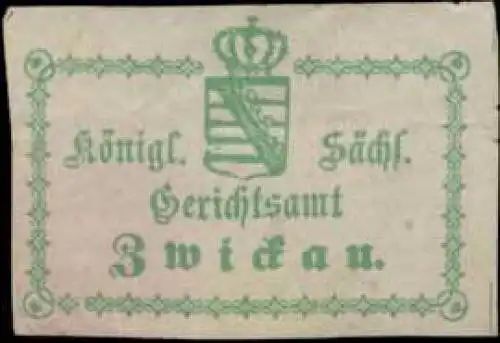 Königl. Sächs.
Gerichtsamt
Zwickau.